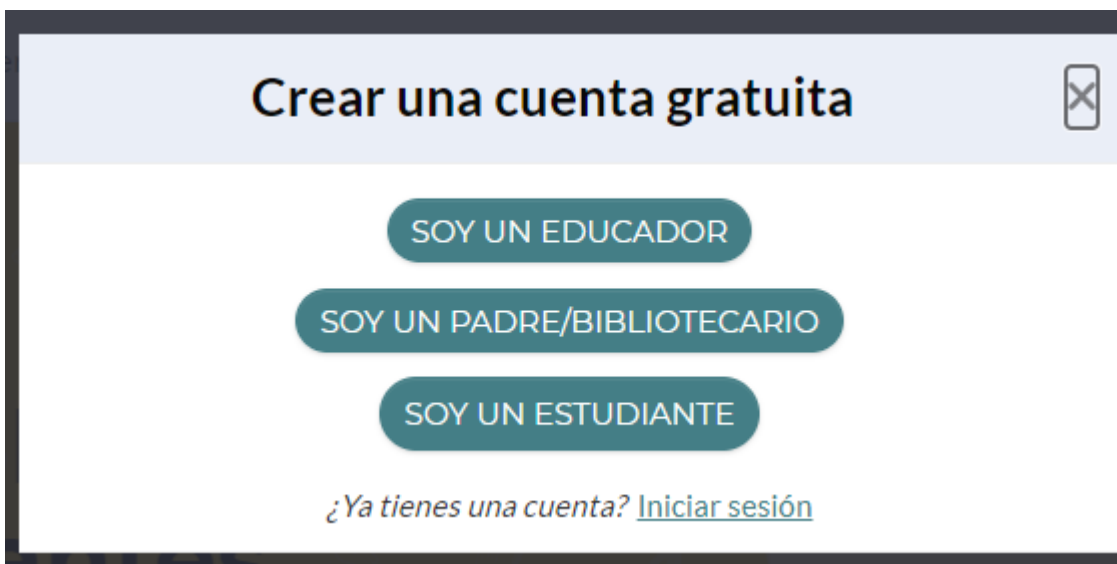 Crear una cuenta gratuita
SOY UN EDUCADOR
SOY UN PADRE/BIBLIOTECARIO
SOY UN ESTUDIANTE
¿Ya tienes una cuenta? Iniciar sesión